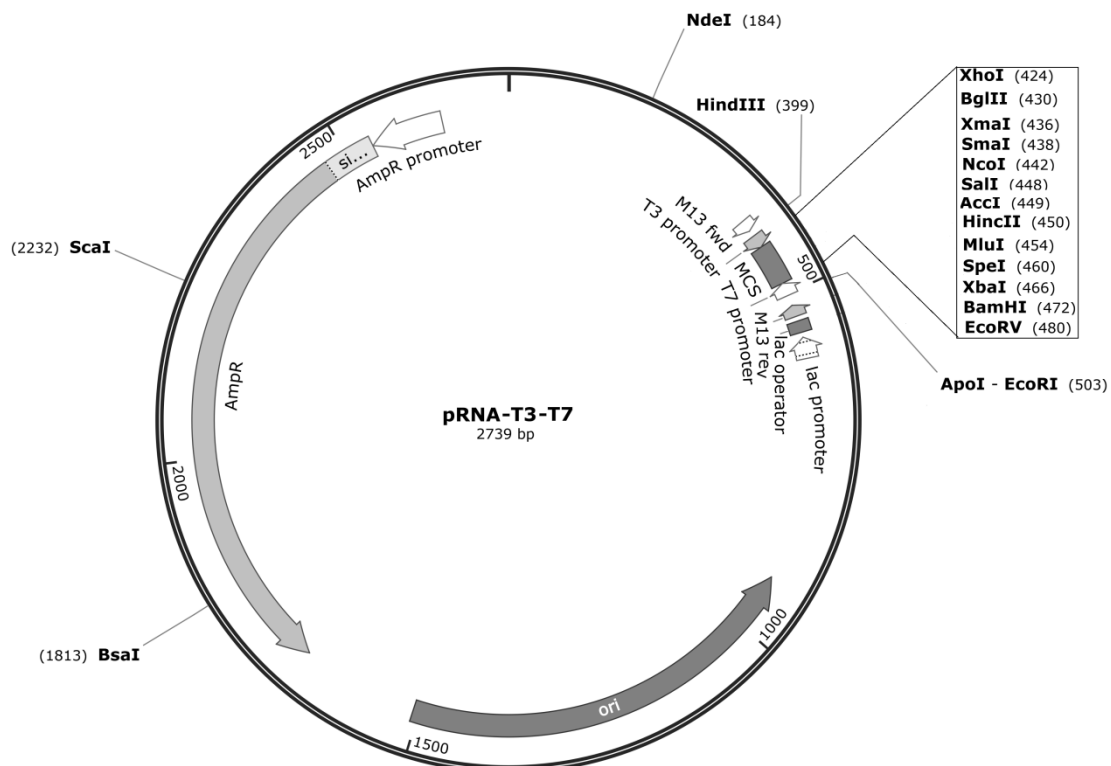 NdeI (184)
HindIII (399)
XhoI (424)
BglII (430)
XmaI (436)
SmaI (438)
NcoI (442)
SalI (448)
AccI (449)
HincII (450)
MluI (454)
SpeI (460)
XbaI (466)
BamHI (472)
EcoRV (480)
ApoI - EcoRI (503)
2500
si...
AmpR promoter
(2232) ScaI
M13 fwd
T3 promoter
MCS
T7 promoter
M13 rev
lac operator
lac promoter
500
AmpR
pRNA-T3-T7
2739 bp
2000
(1813) BsaI
1000
ori
1500